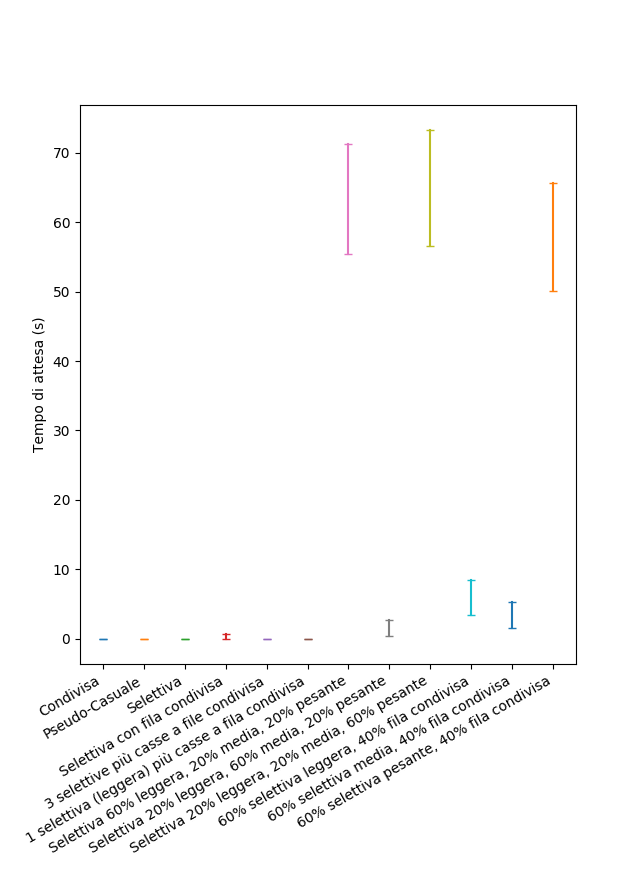 70
60
50
40
30
20
10
0
Tempo di attesa (s)
Condivisa
Pseudo-Casuale
Selettiva
Selettiva con fila condivisa
3 selettive più casse a file condivisa
1 selettiva (leggera) più casse a fila condivisa
Selettiva 60% leggera, 20% media, 20% pesante
Selettiva 20% leggera, 60% media, 20% pesante
Selettiva 20% leggera, 20% media, 60% pesante
60% selettiva leggera, 40% fila condivisa
60% selettiva media, 40% fila condivisa
60% selettiva pesante, 40% fila condivisa